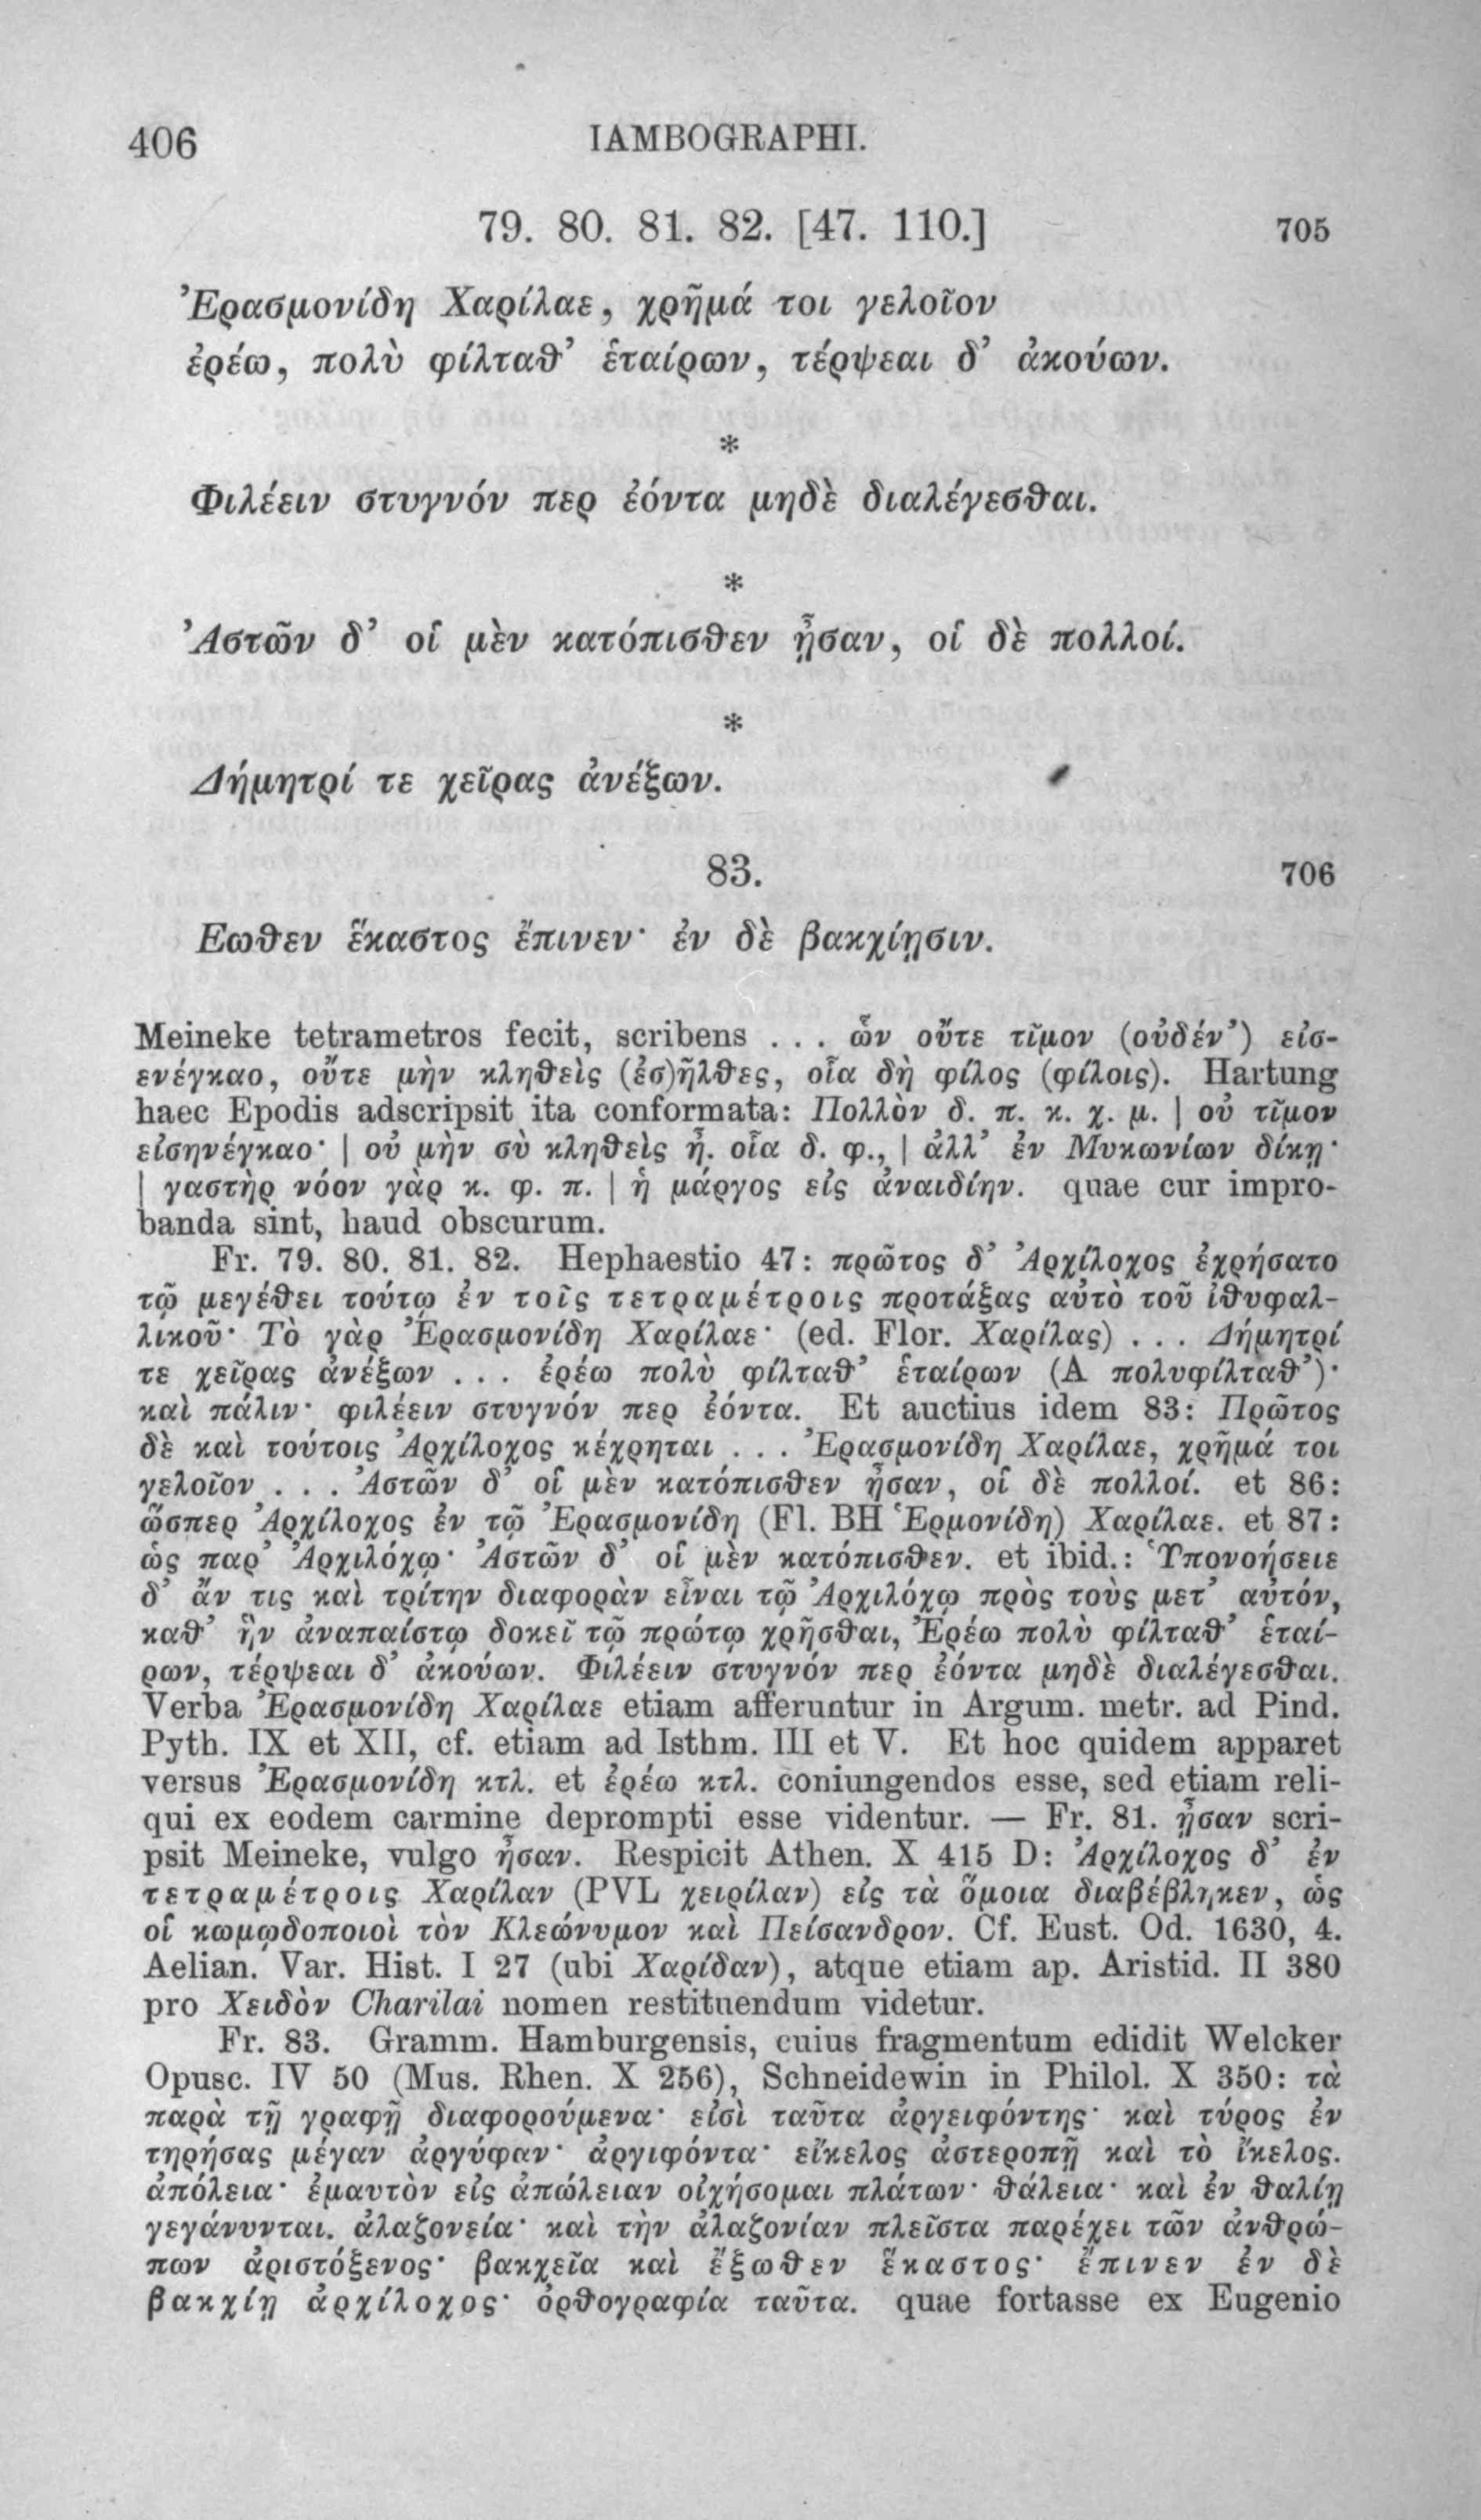 406 IAMBOGRAPHI.
79. 80. 81. 82. [47. 110.] 705
Ἐρασμονίδη Χαρίλαε, χρῆμά τοι γελοῖον
ἐρέω, πολὺ φίλταθ’ ἑταίρων, τέρψεαι δ’ ἀκούων.
*
Φιλέειν στυγνόν περ ἐόντα μηδὲ διαλέγεσθαι.
*
Ἀστῶν δ’ οἱ μὲν κατόπισθεν ᾖσαν, οἱ δὲ πολλοί.
*
Δήμητρί τε χεῖρας ἀνέξων.
83. 706
Εωθεν ἕκαστος ἔπινεν· ἐν δὲ βακχίῃσιν.
Meineke tetrametros fecit, scribens . . . ὧν οὔτε τῖμον (οὐδέν’) εἰσ-
ενέγκαο, οὔτε μὴν κληθεὶς (ἐσ)ῆλθες, οἷα δὴ φίλος (φίλοις). Hartung
haec Epodis adscripsit ita conformata: Πολλὸν δ. π. κ. χ. μ. | οὐ τῖμον
εἰσηνέγκαο· | οὐ μὴν σὺ κληθεὶς ἦ. οἷα δ. φ., | ἀλλ’ ἐν Μυκωνίων δίκῃ·
| γαστὴρ νόον γὰρ κ. φ. π. | ἡ μάργος εἰς ἀναιδίην. quae cur impro-
banda sint, haud obscurum.
Fr. 79. 80. 81. 82. Hephaestio 47: πρῶτος δ’ Ἀρχίλοχος ἐχρήσατο
τῷ μεγέθει τούτῳ ἐν τοῖς τετραμέτροις προτάξας αὐτὸ τοῦ ἰθυφαλ-
λικοῦ· Τὸ γὰρ Ἐρασμονίδη Χαρίλαε· (ed. Flor. Χαρίλας) . . . Δήμητρί
τε χεῖρας ἀνέξων . . . ἐρέω πολὺ φίλταθ’ ἑταίρων (A πολυφίλταθ’)·
καὶ πάλιν· φιλέειν στυγνόν περ ἐόντα. Et auctius idem 83: Πρῶτος
δὲ καὶ τούτοις Ἀρχίλοχος κέχρηται . . . Ἐρασμονίδη Χαρίλαε, χρῆμά τοι
γελοῖον . . . Ἀστῶν δ’ οἱ μὲν κατόπισθεν ᾖσαν, οἱ δὲ πολλοί. et 86:
ὥσπερ Ἀρχίλοχος ἐν τῷ Ἐρασμονίδη (Fl. BH Ἑρμονίδη) Χαρίλαε. et 87:
ὡς παρ’ Ἀρχιλόχῳ· Ἀστῶν δ’ οἱ μὲν κατόπισθεν. et ibid.: Ὑπονοήσειε
δ’ ἄν τις καὶ τρίτην διαφορὰν εἶναι τῷ Ἀρχιλόχῳ πρὸς τοὺς μετ’ αὐτόν,
καθ’ ἣν ἀναπαίστῳ δοκεῖ τῷ πρώτῳ χρῆσθαι, Ἐρέω πολὺ φίλταθ’ ἑταί-
ρων, τέρψεαι δ’ ἀκούων. Φιλέειν στυγνόν περ ἐόντα μηδὲ διαλέγεσθαι.
Verba Ἐρασμονίδη Χαρίλαε etiam afferuntur in Argum. metr. ad Pind.
Pyth. IX et XII, cf. etiam ad Isthm. III et V. Et hoc quidem apparet
versus Ἐρασμονίδη κτλ. et ἐρέω κτλ. coniungendos esse, sed etiam reli-
qui ex eodem carmine deprompti esse videntur. — Fr. 81. ᾖσαν scri-
psit Meineke, vulgo ἦσαν. Respicit Athen. X 415 D: Ἀρχίλοχος δ’ ἐν
τετραμέτροις Χαρίλαν (PVL χειρίλαν) εἰς τὰ ὅμοια διαβέβληκεν, ὡς
οἱ κωμῳδοποιοὶ τὸν Κλεώνυμον καὶ Πείσανδρον. Cf. Eust. Od. 1630, 4.
Aelian. Var. Hist. I 27 (ubi Χαρίδαν), atque etiam ap. Aristid. II 380
pro Χειδὸν Charilai nomen restituendum videtur.
Fr. 83. Gramm. Hamburgensis, cuius fragmentum edidit Welcker
Opusc. IV 50 (Mus. Rhen. X 256), Schneidewin in Philol. X 350: τὰ
παρὰ τῇ γραφῇ διαφορούμενα· εἰσὶ ταῦτα ἀργειφόντης· καὶ τύρος ἐν
τηρήσας μέγαν ἀργύφαν· ἀργιφόντα· εἴκελος ἀστεροπῇ καὶ τὸ ἴκελος.
ἀπόλεια· ἐμαυτὸν εἰς ἀπώλειαν οἰχήσομαι πλάτων· θάλεια· καὶ ἐν θαλίῃ
γεγάνυνται. ἀλαζονεία· καὶ τὴν ἀλαζονίαν πλεῖστα παρέχει τῶν ἀνθρώ-
πων ἀριστόξενος· βακχεῖα καὶ ἔξωθεν ἕκαστος· ἔπινεν ἐν δὲ
βακχίῃ ἀρχίλοχος· ὀρθογραφία ταῦτα. quae fortasse ex Eugenio